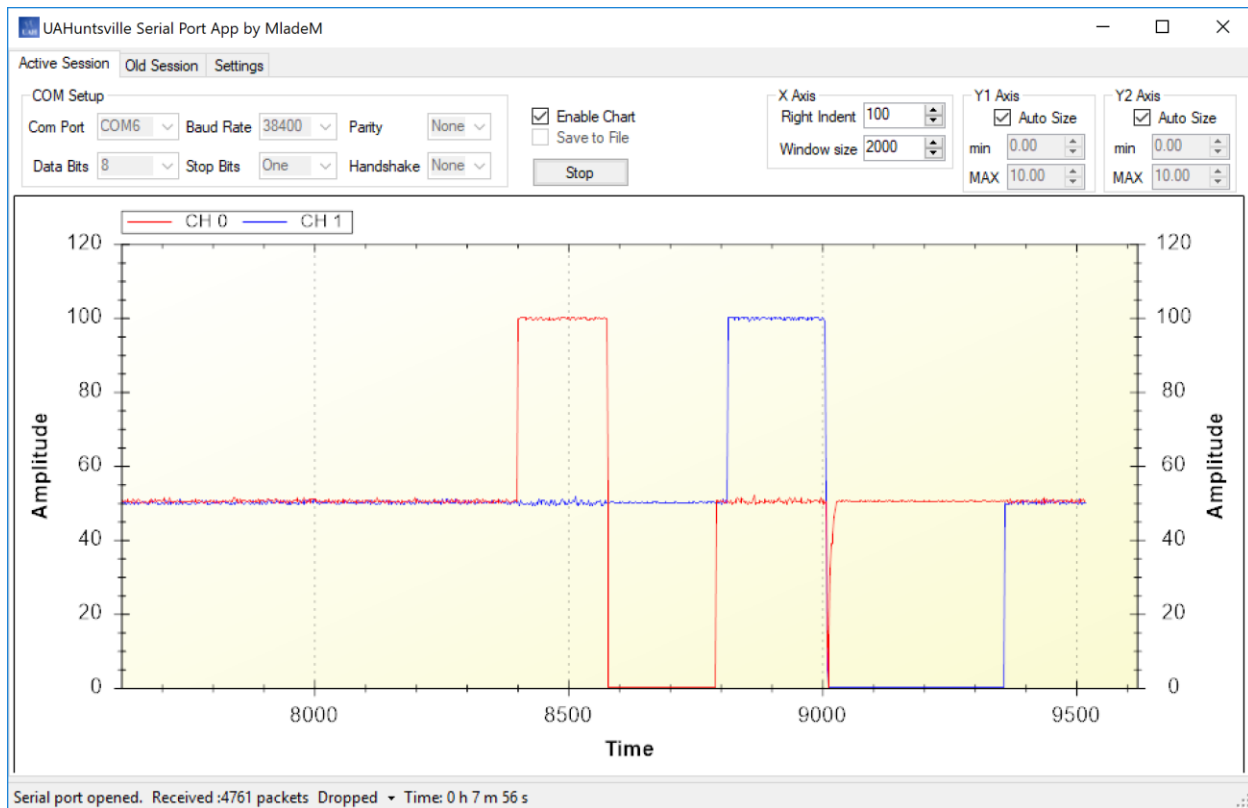 UAHuntsville Serial Port App by MladeM
Active Session Old Session Settings
COM Setup
Com Port COM6 Baud Rate 38400 Parity None
Data Bits 8 Stop Bits One Handshake None
Enable Chart
Save to File
Stop
X Axis
Right Indent 100
Window size 2000
Y1 Axis
Auto Size
min 0.00
MAX 10.00
Y2 Axis
Auto Size
min 0.00
MAX 10.00
CH 0 CH 1
120 120
100 100
80 80
60 60
40 40
20 20
0 0
Amplitude
Amplitude
8000 8500 9000 9500
Time
Serial port opened. Received :4761 packets Dropped Time: 0 h 7 m 56 s